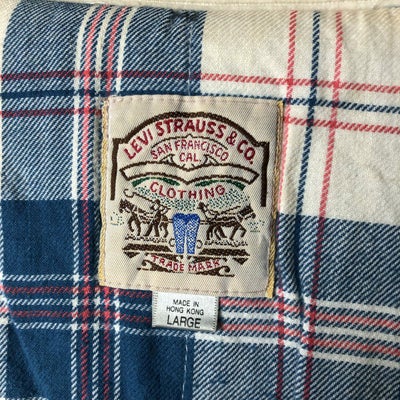 LEVI STRAUSS & CO.
SAN FRANCISCO
CAL.
CLOTHING
TRADE MARK
MADE IN
HONG KONG
LARGE